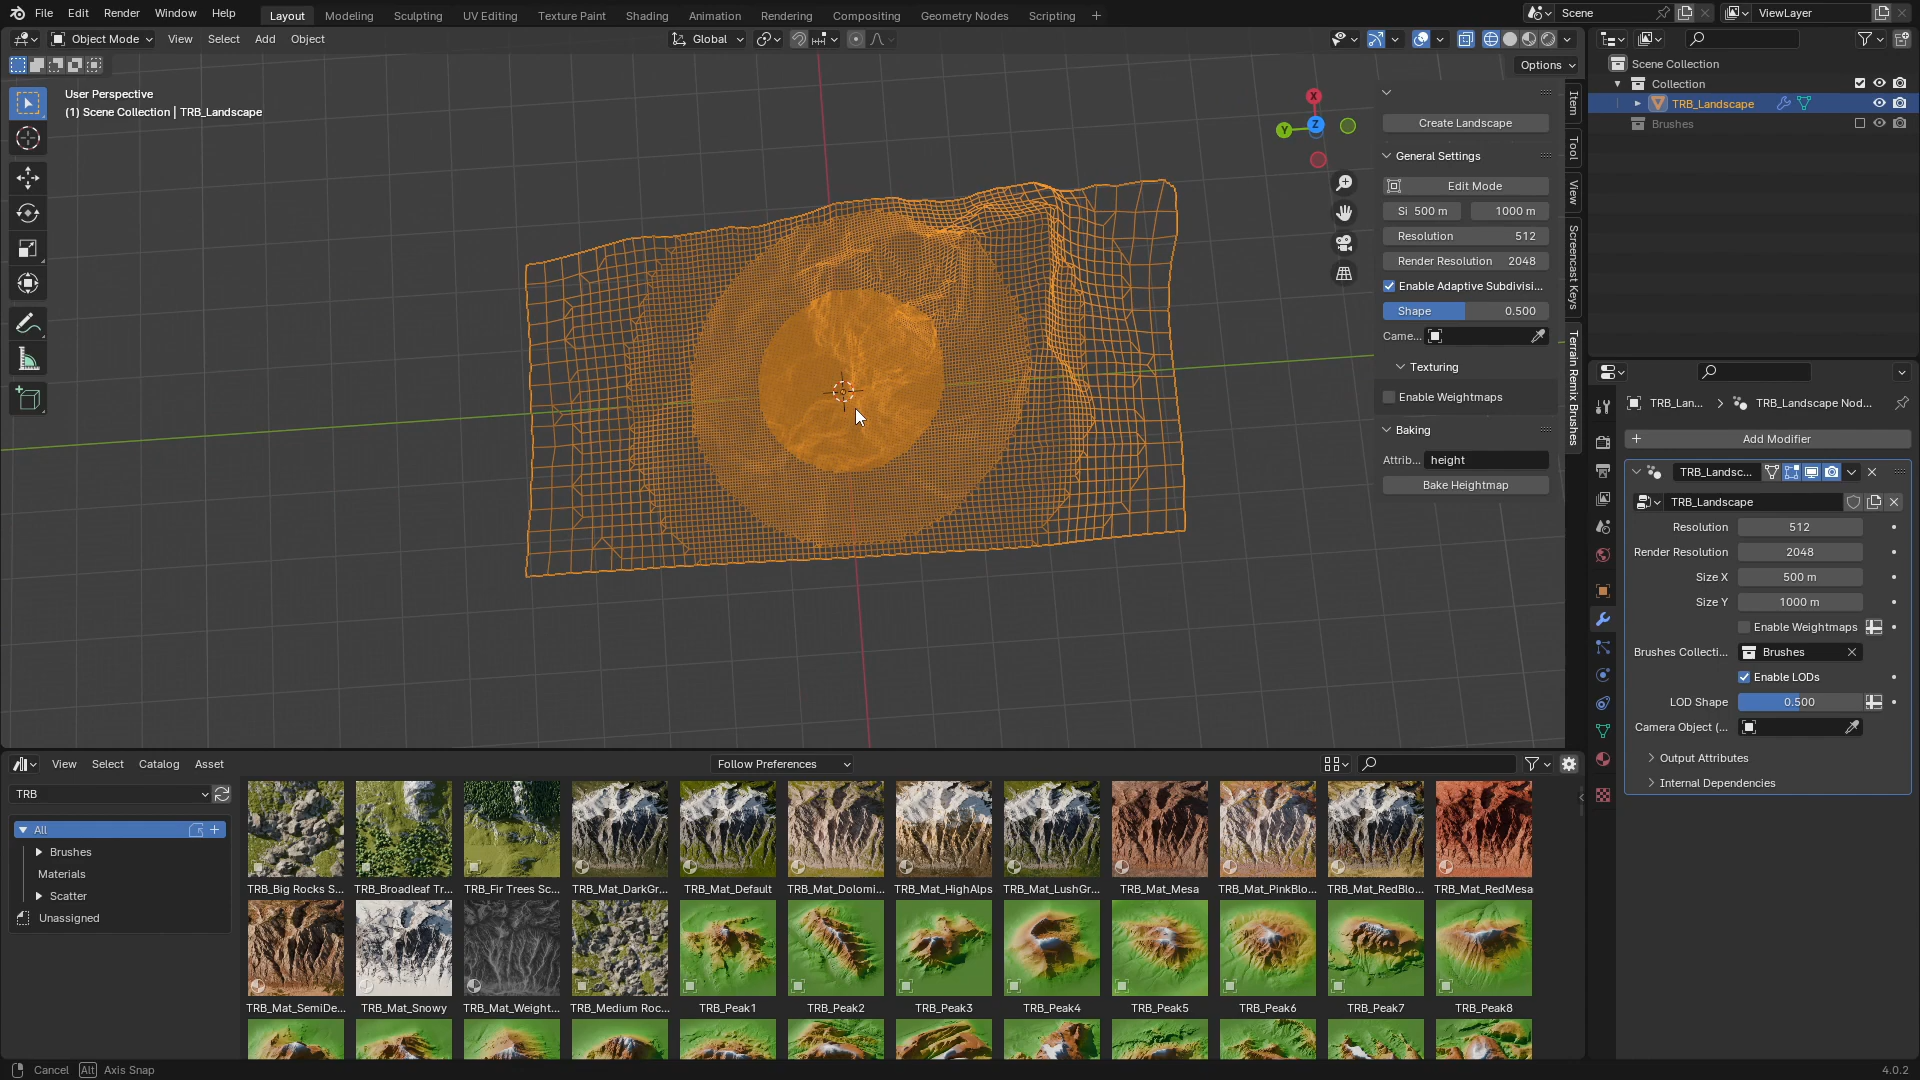 File Edit Render Window Help
Layout Modeling Sculpting UV Editing Texture Paint Shading Animation Rendering Compositing Geometry Nodes Scripting +
Scene
ViewLayer
Object Mode View Select Add Object
Global
Options
User Perspective
(1) Scene Collection | TRB_Landscape
X
Y
Z
Create Landscape
General Settings
Edit Mode
Si 500 m 1000 m
Resolution 512
Render Resolution 2048
Enable Adaptive Subdivisi...
Shape 0.500
Came...
Texturing
Enable Weightmaps
Baking
Attrib... height
Bake Heightmap
Item
Tool
View
Screencast Keys
Terrain Remix Brushes
Scene Collection
Collection
TRB_Landscape
Brushes
TRB_Lan... TRB_Landscape Nod...
Add Modifier
TRB_Landsc...
TRB_Landscape
Resolution 512
Render Resolution 2048
Size X 500 m
Size Y 1000 m
Enable Weightmaps
Brushes Collecti... Brushes
Enable LODs
LOD Shape 0.500
Camera Object (...
Output Attributes
Internal Dependencies
View Select Catalog Asset
Follow Preferences
TRB
All
Brushes
Materials
Scatter
Unassigned
TRB_Big Rocks S... TRB_Broadleaf Tr... TRB_Fir Trees Sc... TRB_Mat_DarkGr... TRB_Mat_Default TRB_Mat_Dolomi... TRB_Mat_HighAlps TRB_Mat_LushGr... TRB_Mat_Mesa TRB_Mat_PinkBlo... TRB_Mat_RedBlo... TRB_Mat_RedMesa
TRB_Mat_SemiDe... TRB_Mat_Snowy TRB_Mat_Weight... TRB_Medium Roc... TRB_Peak1 TRB_Peak2 TRB_Peak3 TRB_Peak4 TRB_Peak5 TRB_Peak6 TRB_Peak7 TRB_Peak8
Cancel Alt Axis Snap
4.0.2